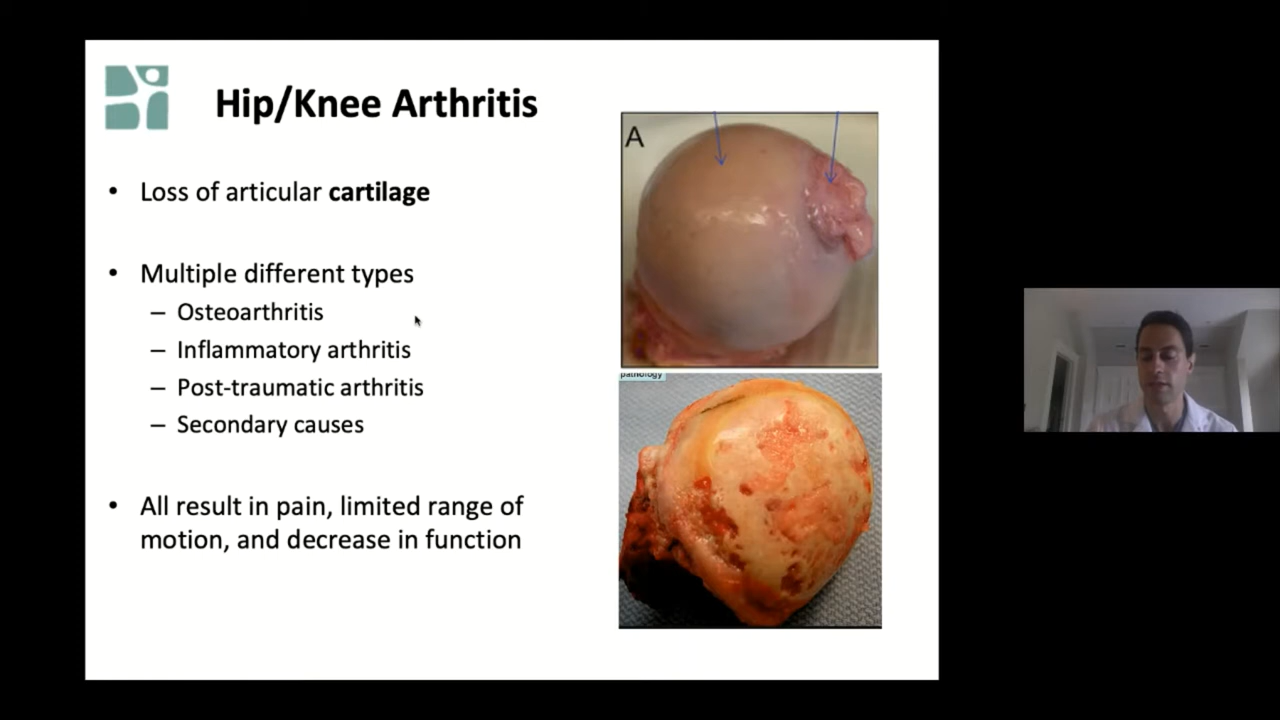 Hip/Knee Arthritis
• Loss of articular cartilage
• Multiple different types
– Osteoarthritis
– Inflammatory arthritis
– Post-traumatic arthritis
– Secondary causes
• All result in pain, limited range of
motion, and decrease in function
A
pathology